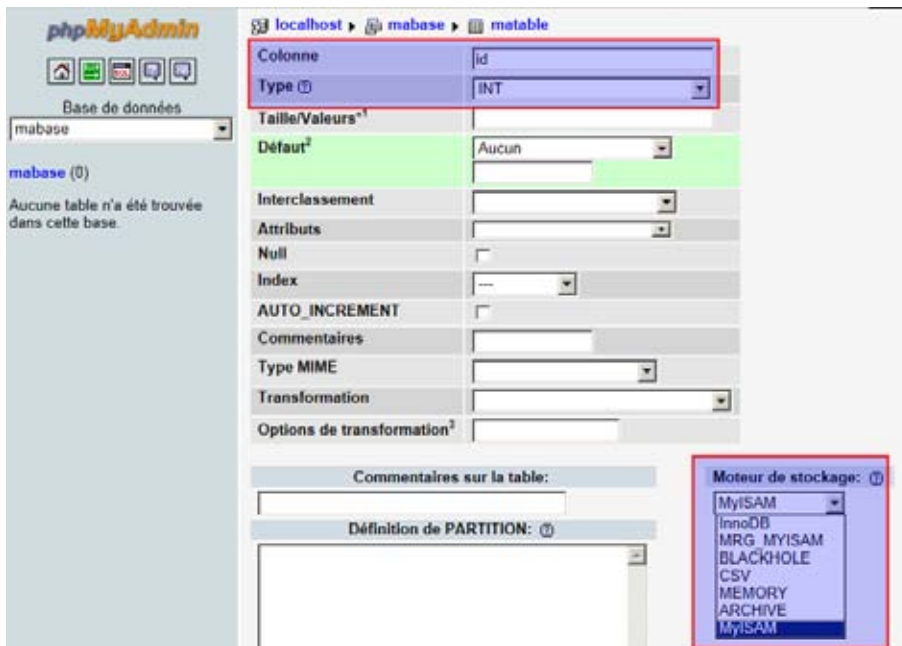 phpMyAdmin
Base de données
mabase
mabase (0)
Aucune table n'a été trouvée
dans cette base.
localhost ▸ mabase ▸ matable
Colonne id
Type INT
Taille/Valeurs*1
Défaut2 Aucun
Interclassement
Attributs
Null
Index ---
AUTO_INCREMENT
Commentaires
Type MIME
Transformation
Options de transformation3
Commentaires sur la table:
Définition de PARTITION:
Moteur de stockage:
MyISAM
InnoDB
MRG_MYISAM
BLACKHOLE
CSV
MEMORY
ARCHIVE
MyISAM